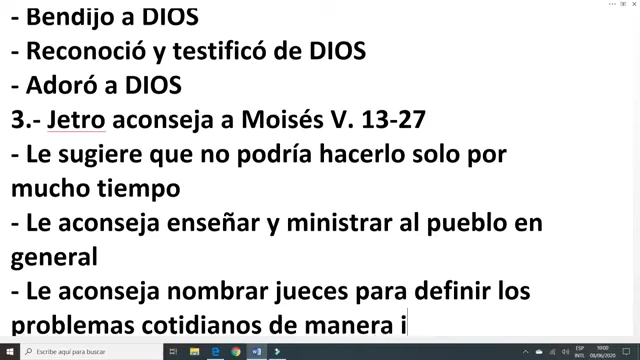 - Bendijo a DIOS
- Reconoció y testificó de DIOS
- Adoró a DIOS
3.- Jetro aconseja a Moisés V. 13-27
- Le sugiere que no podría hacerlo solo por
mucho tiempo
- Le aconseja enseñar y ministrar al pueblo en
general
- Le aconseja nombrar jueces para definir los
problemas cotidianos de manera i
Escribe aquí para buscar
ESP
INTL
10:00
08/06/2020